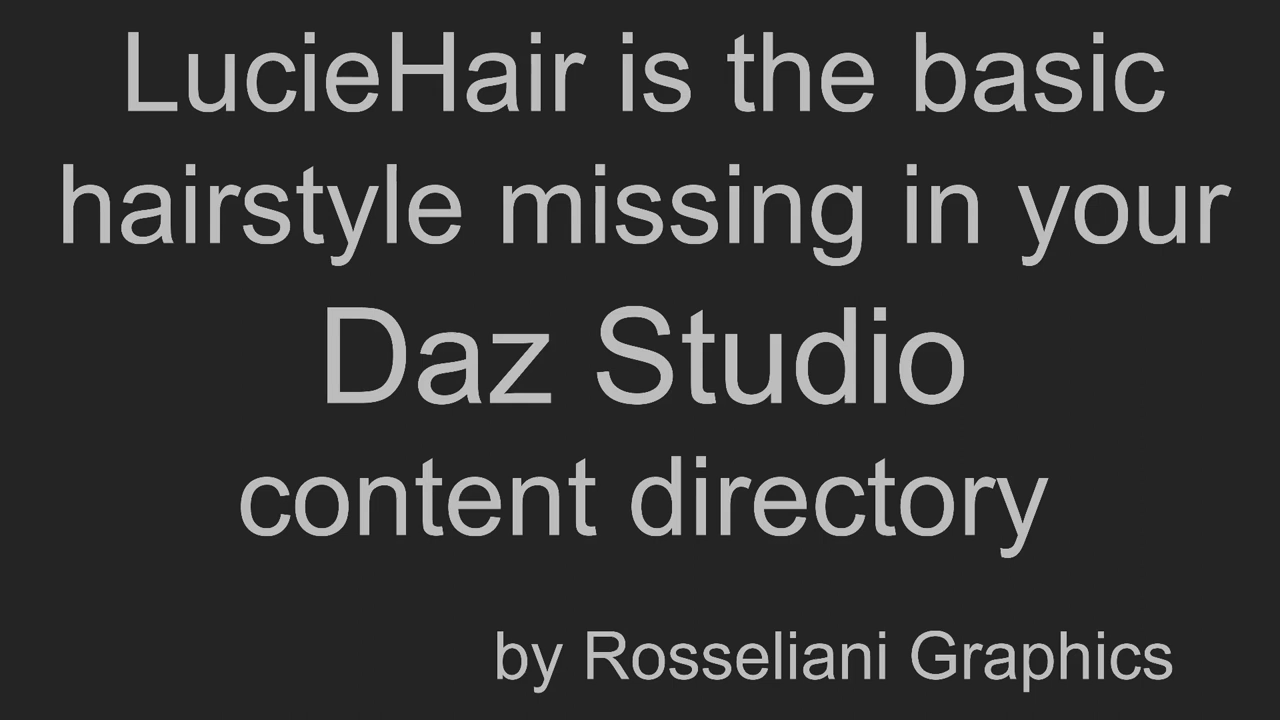 LucieHair is the basic
hairstyle missing in your
Daz Studio
content directory
by Rosseliani Graphics